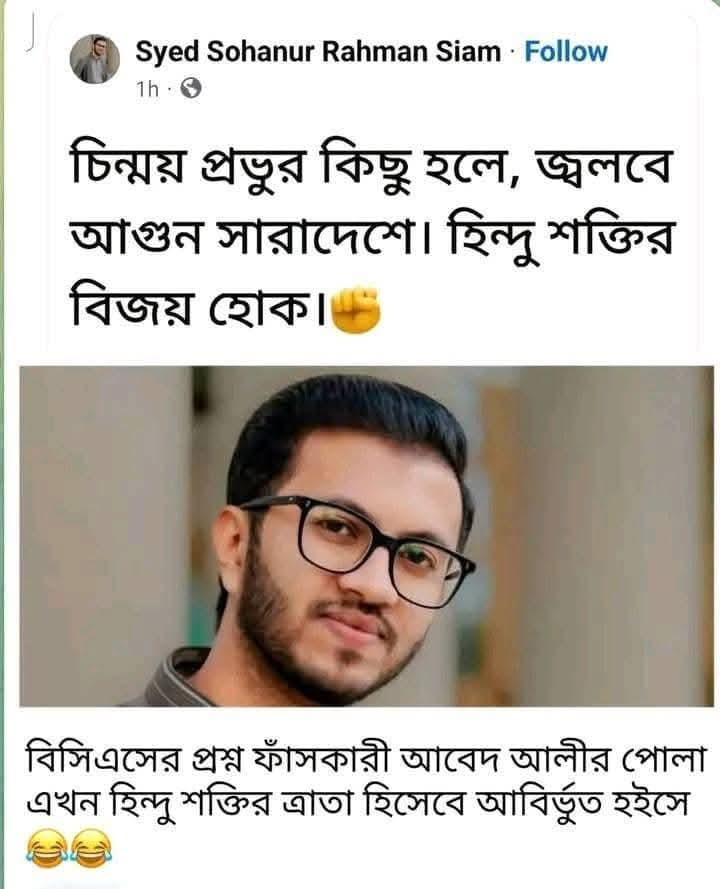 Syed Sohanur Rahman Siam · Follow
1h ·
চিন্ময় প্রভুর কিছু হলে, জ্বলবে
আগুন সারাদেশে। হিন্দু শক্তির
বিজয় হোক।✊
বিসিএসের প্রশ্ন ফাঁসকারী আবেদ আলীর পোলা
এখন হিন্দু শক্তির ত্রাতা হিসেবে আবির্ভুত হইসে
😂😂